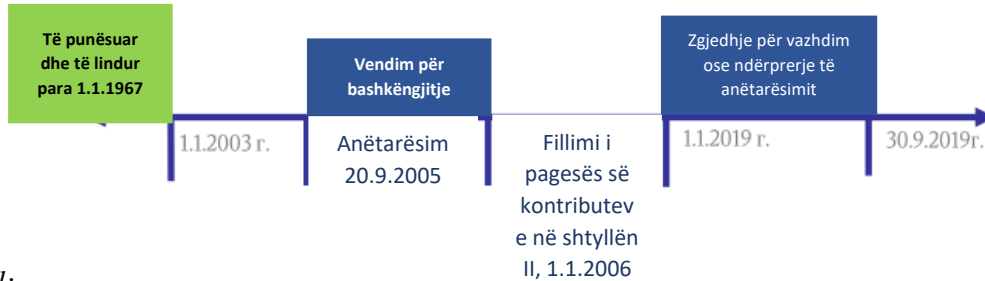 Të punësuar
dhe të lindur
para 1.1.1967
Vendim për
bashkëngjitje
Zgjedhje për vazhdim
ose ndërprerje të
anëtarësimit
1.1.2003 г.
Anëtarësim
20.9.2005
Fillimi i
pagesës së
kontributev
e në shtyllën
II, 1.1.2006
1.1.2019 г.
30.9.2019г.